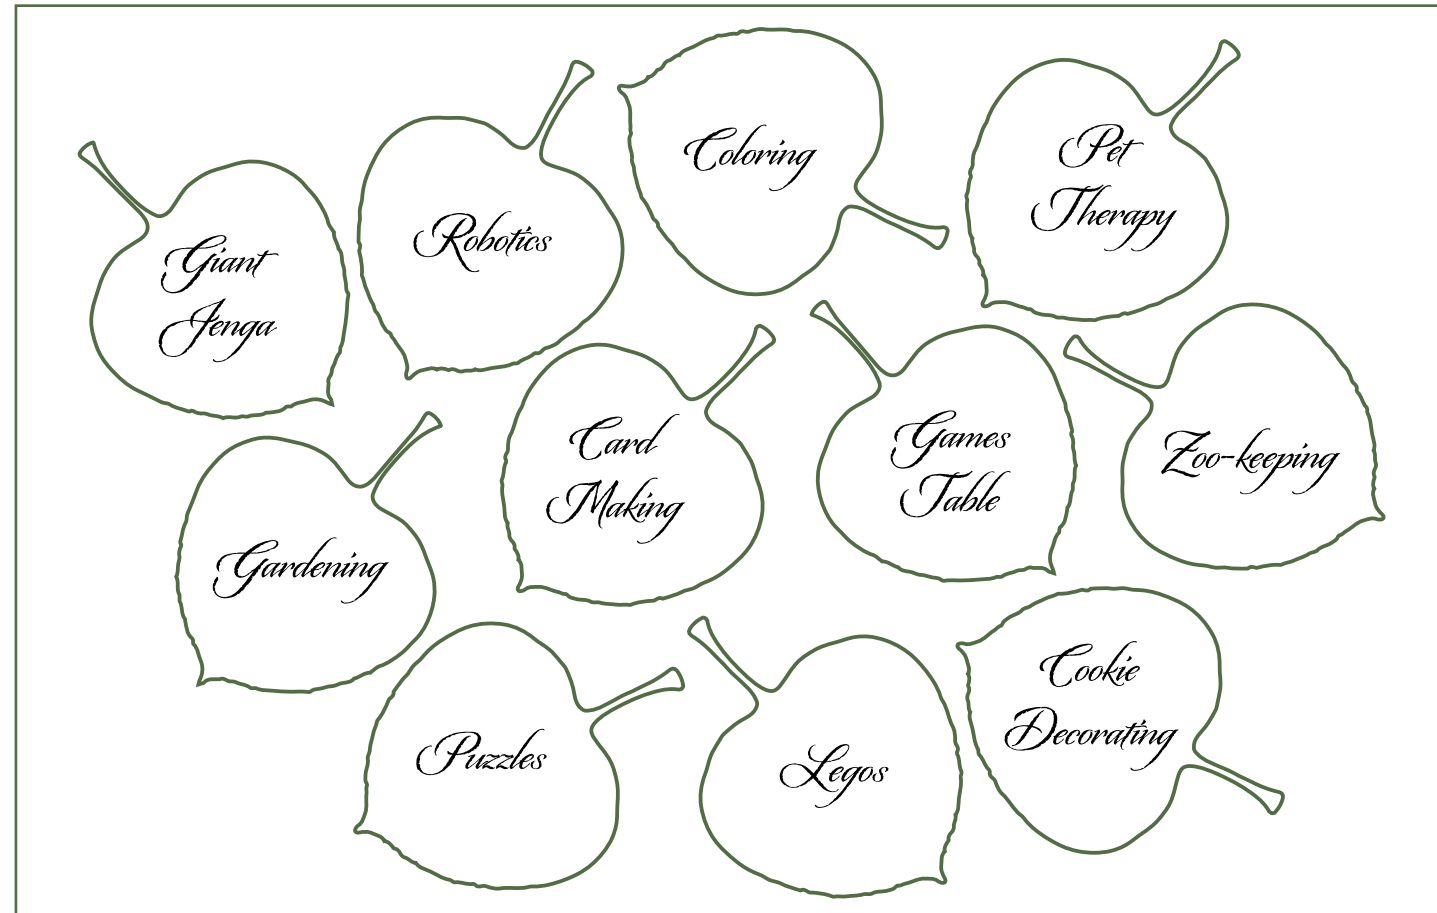 Coloring
Pet
Therapy
Robotics
Giant
Jenga
Card
Making
Games
Table
Zoo-keeping
Gardening
Cookie
Decorating
Puzzles
Legos